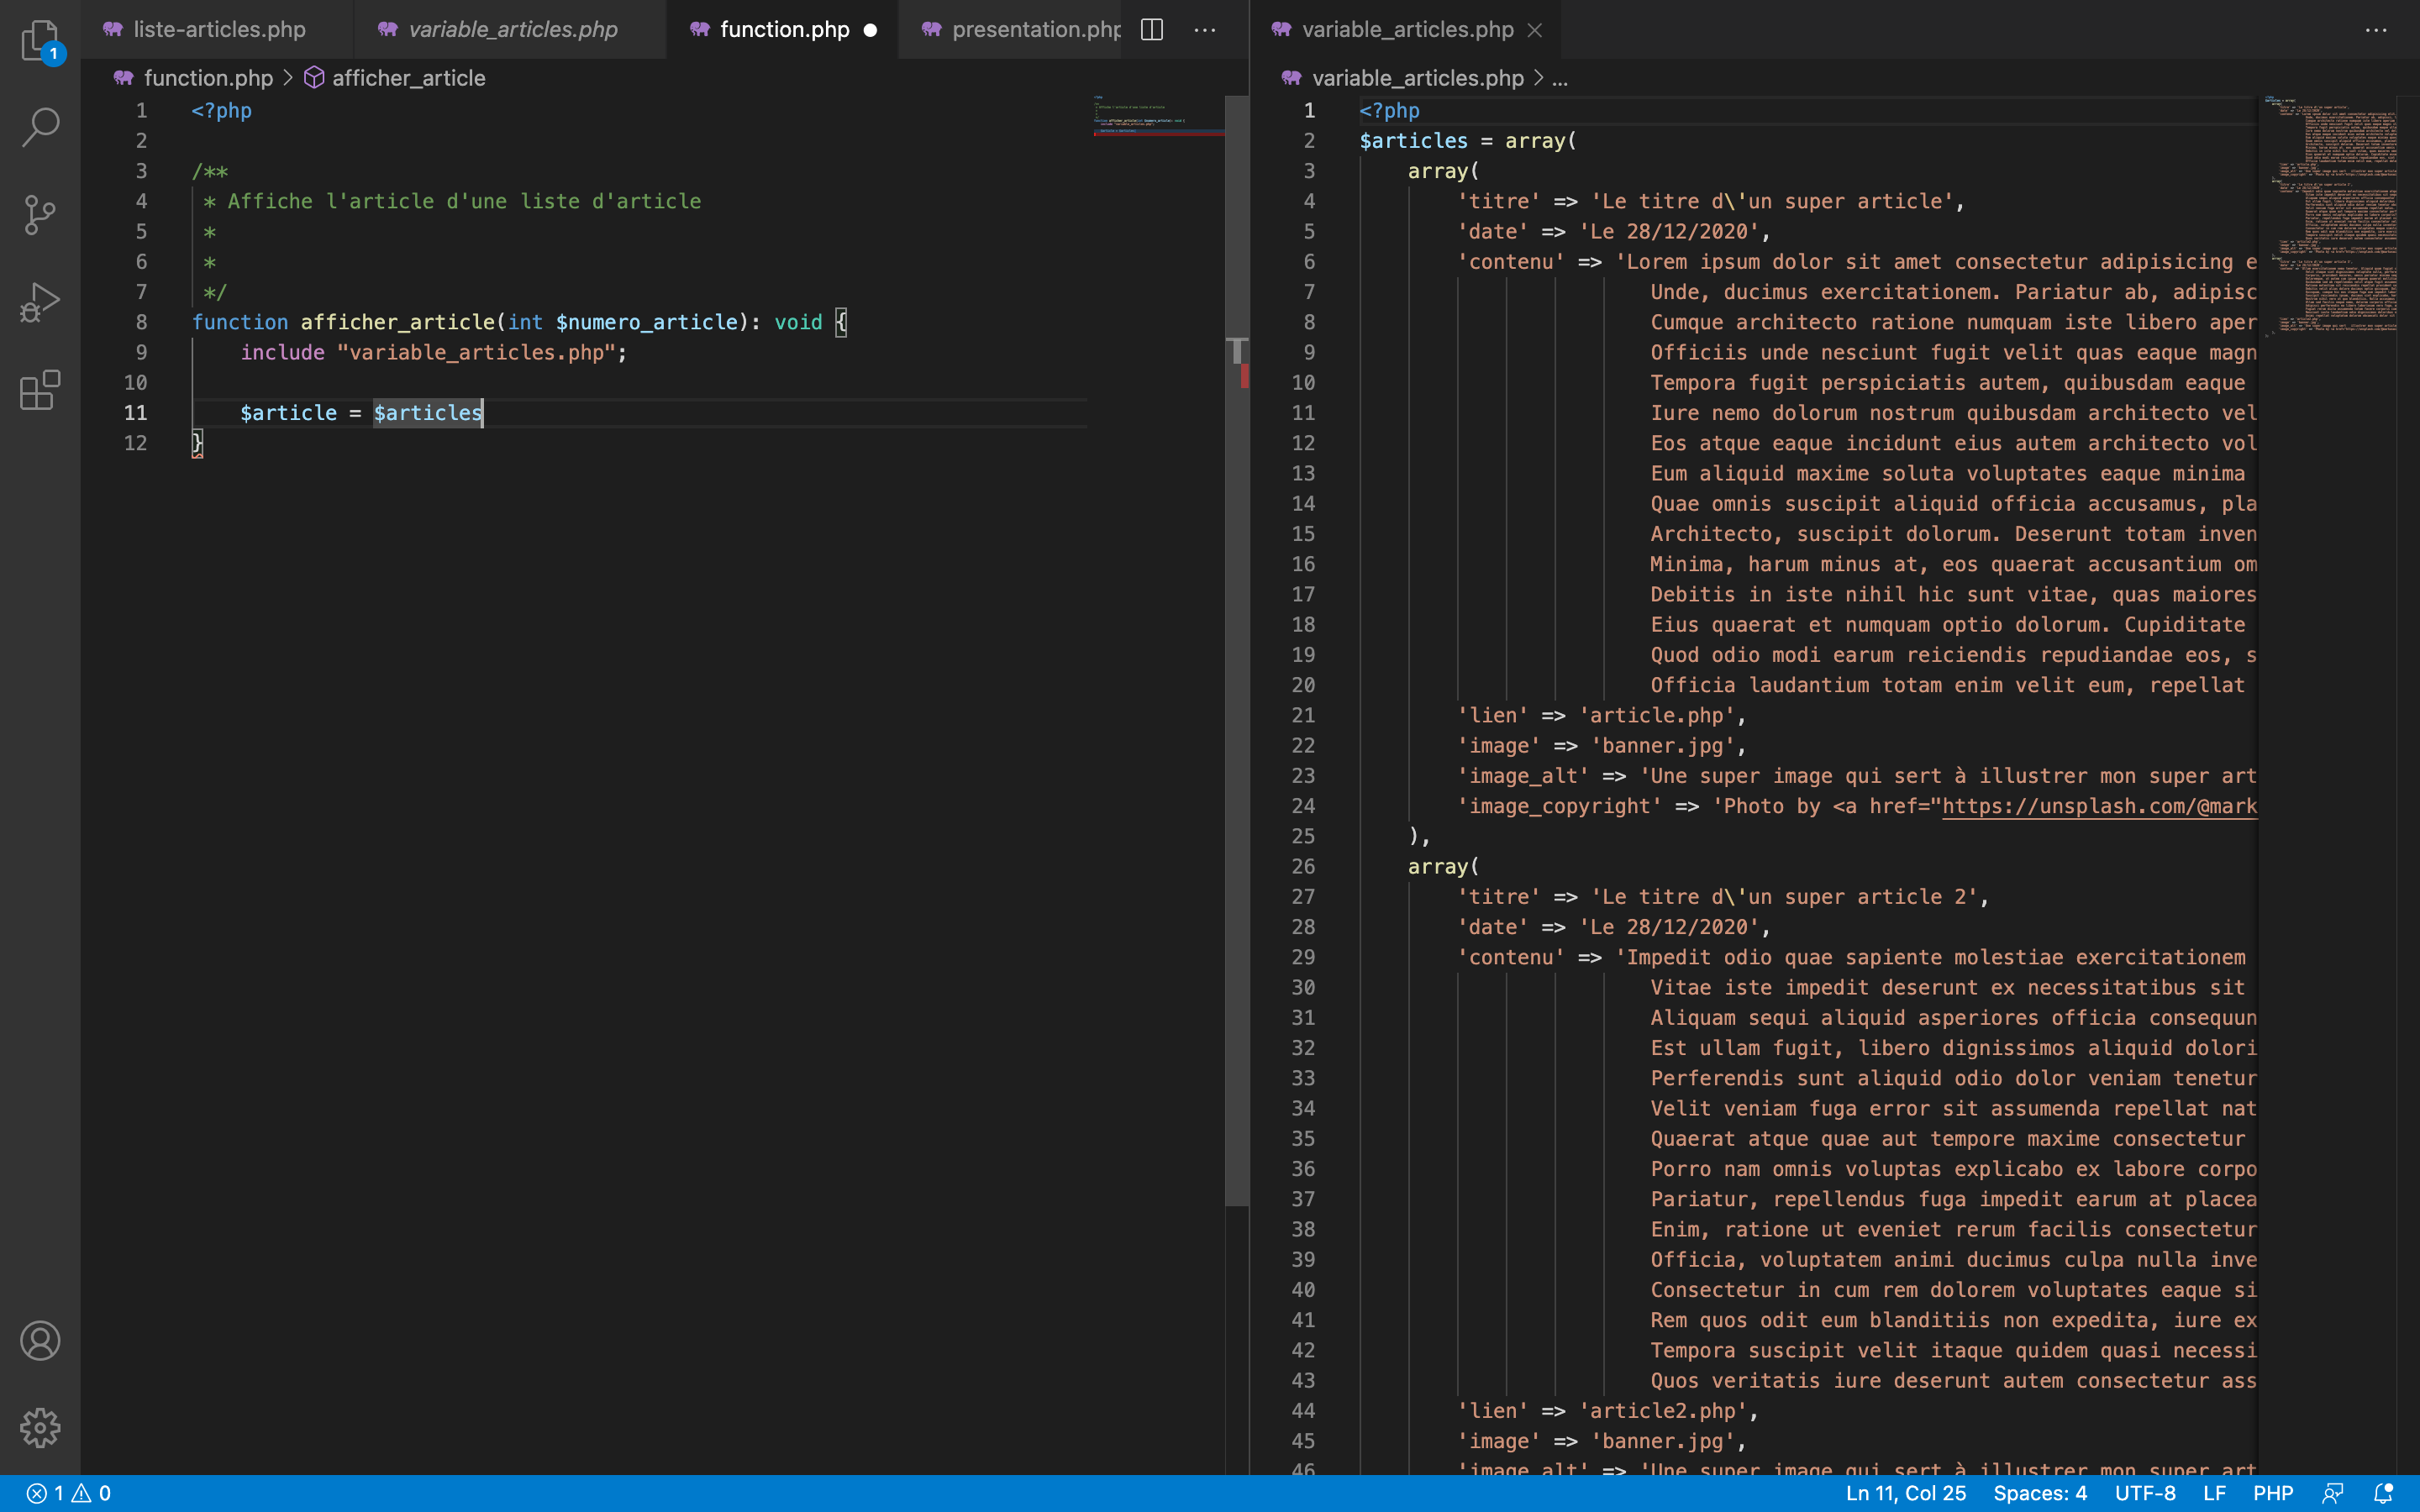 1
liste-articles.php
variable_articles.php
function.php
presentation.php
function.php > afficher_article
1 <?php
2
3 /**
4 * Affiche l'article d'une liste d'article
5 *
6 *
7 */
8 function afficher_article(int $numero_article): void {
9 include "variable_articles.php";
10
11 $article = $articles
12 }
variable_articles.php
variable_articles.php > ...
1 <?php
2 $articles = array(
3 array(
4 'titre' => 'Le titre d\'un super article',
5 'date' => 'Le 28/12/2020',
6 'contenu' => 'Lorem ipsum dolor sit amet consectetur adipisicing e
7 Unde, ducimus exercitationem. Pariatur ab, adipisc
8 Cumque architecto ratione numquam iste libero aper
9 Officiis unde nesciunt fugit velit quas eaque magn
10 Tempora fugit perspiciatis autem, quibusdam eaque
11 Iure nemo dolorum nostrum quibusdam architecto vel
12 Eos atque eaque incidunt eius autem architecto vol
13 Eum aliquid maxime soluta voluptates eaque minima
14 Quae omnis suscipit aliquid officia accusamus, pla
15 Architecto, suscipit dolorum. Deserunt totam inven
16 Minima, harum minus at, eos quaerat accusantium om
17 Debitis in iste nihil hic sunt vitae, quas maiores
18 Eius quaerat et numquam optio dolorum. Cupiditate
19 Quod odio modi earum reiciendis repudiandae eos, s
20 Officia laudantium totam enim velit eum, repellat
21 'lien' => 'article.php',
22 'image' => 'banner.jpg',
23 'image_alt' => 'Une super image qui sert à illustrer mon super art
24 'image_copyright' => 'Photo by <a href="https://unsplash.com/@mark
25 ),
26 array(
27 'titre' => 'Le titre d\'un super article 2',
28 'date' => 'Le 28/12/2020',
29 'contenu' => 'Impedit odio quae sapiente molestiae exercitationem
30 Vitae iste impedit deserunt ex necessitatibus sit
31 Aliquam sequi aliquid asperiores officia consequun
32 Est ullam fugit, libero dignissimos aliquid dolori
33 Perferendis sunt aliquid odio dolor veniam tenetur
34 Velit veniam fuga error sit assumenda repellat nat
35 Quaerat atque quae aut tempore maxime consectetur
36 Porro nam omnis voluptas explicabo ex labore corpo
37 Pariatur, repellendus fuga impedit earum at placea
38 Enim, ratione ut eveniet rerum facilis consectetur
39 Officia, voluptatem animi ducimus culpa nulla inve
40 Consectetur in cum rem dolorem voluptates eaque si
41 Rem quos odit eum blanditiis non expedita, iure ex
42 Tempora suscipit velit itaque quidem quasi necessi
43 Quos veritatis iure deserunt autem consectetur ass
44 'lien' => 'article2.php',
45 'image' => 'banner.jpg',
46 'image_alt' => 'Une super image qui sert à illustrer mon super art
1 0
Ln 11, Col 25 Spaces: 4 UTF-8 LF PHP